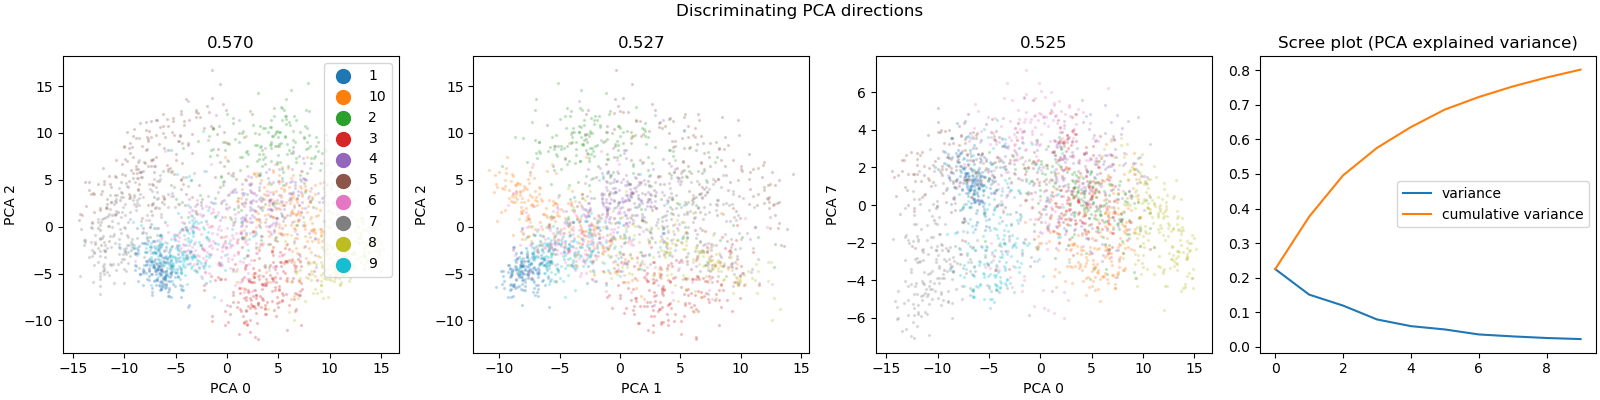 Discriminating PCA directions
0.570
15
10
5
0
−5
−10
−15 −10 −5 0 5 10 15
PCA 0
PCA 2
1
10
2
3
4
5
6
7
8
9
0.527
15
10
5
0
−5
−10
−10 −5 0 5 10 15
PCA 1
PCA 2
0.525
6
4
2
0
−2
−4
−6
−15 −10 −5 0 5 10 15
PCA 0
PCA 7
Scree plot (PCA explained variance)
0.8
0.7
0.6
0.5
0.4
0.3
0.2
0.1
0.0
0 2 4 6 8
variance
cumulative variance